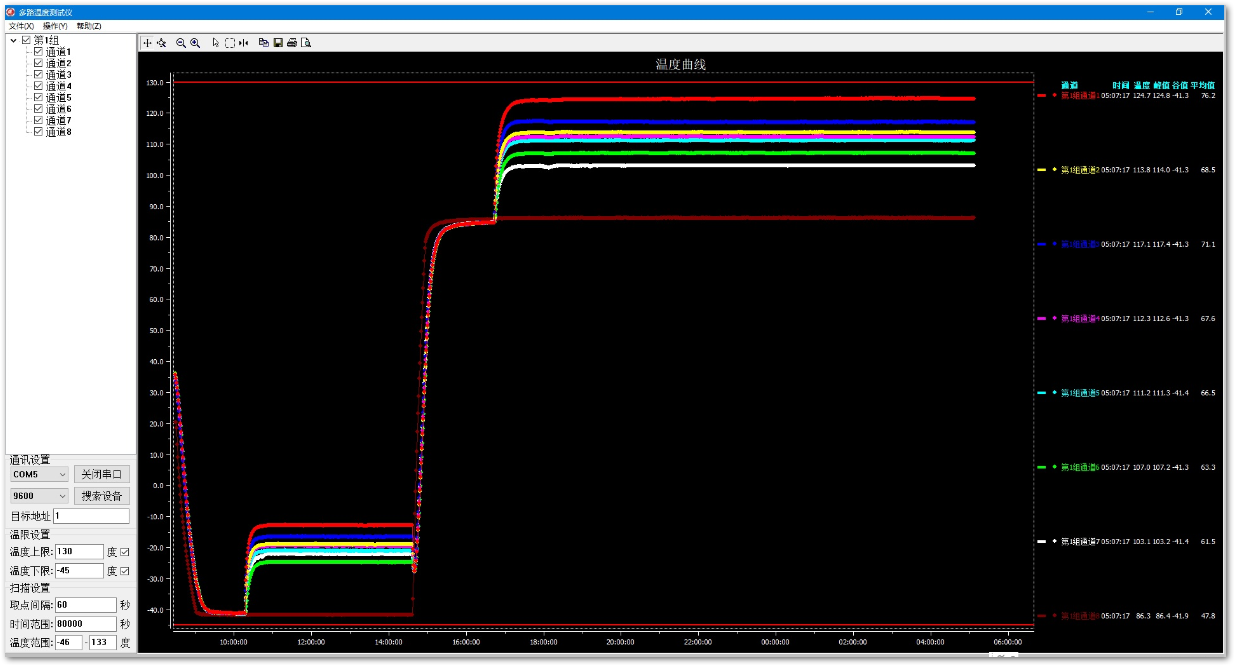 多路温度测试仪
文件(X) 操作(Y) 帮助(Z)
第1组
通道1
通道2
通道3
通道4
通道5
通道6
通道7
通道8
通讯设置
COM5 关闭串口
9600 搜索设备
目标地址 1
温限设置
温度上限: 130 度
温度下限: -45 度
扫描设置
取点间隔: 60 秒
时间范围: 80000 秒
温度范围: -46 - 133 度
温度曲线
130.0
120.0
110.0
100.0
90.0
80.0
70.0
60.0
50.0
40.0
30.0
20.0
10.0
0.0
-10.0
-20.0
-30.0
-40.0
10:00:00 12:00:00 14:00:00 16:00:00 18:00:00 20:00:00 22:00:00 00:00:00 02:00:00 04:00:00 06:00:00
通道 时间 温度 峰值 谷值 平均值
第1组通道1 05:07:17 124.7 124.8 -41.3 76.2
第1组通道2 05:07:17 113.8 114.0 -41.3 68.5
第1组通道3 05:07:17 117.1 117.4 -41.3 71.1
第1组通道4 05:07:17 112.3 112.6 -41.3 67.6
第1组通道5 05:07:17 111.2 111.3 -41.4 66.5
第1组通道6 05:07:17 107.0 107.2 -41.3 63.3
第1组通道7 05:07:17 103.1 103.2 -41.4 61.5
第1组通道8 05:07:17 86.3 86.4 -41.9 47.8